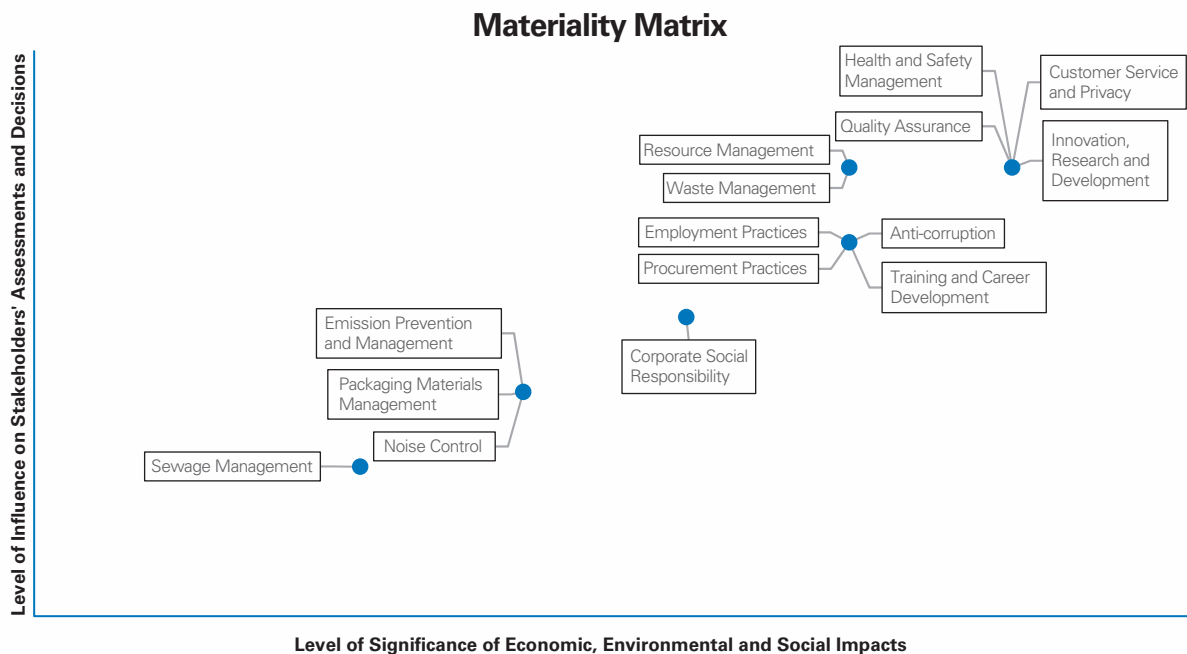 Materiality Matrix
Level of Influence on Stakeholders' Assessments and Decisions
Health and Safety
Management
Customer Service
and Privacy
Quality Assurance
Innovation,
Research and
Development
Resource Management
Waste Management
Employment Practices
Anti-corruption
Procurement Practices
Training and Career
Development
Emission Prevention
and Management
Corporate Social
Responsibility
Packaging Materials
Management
Noise Control
Sewage Management
Level of Significance of Economic, Environmental and Social Impacts